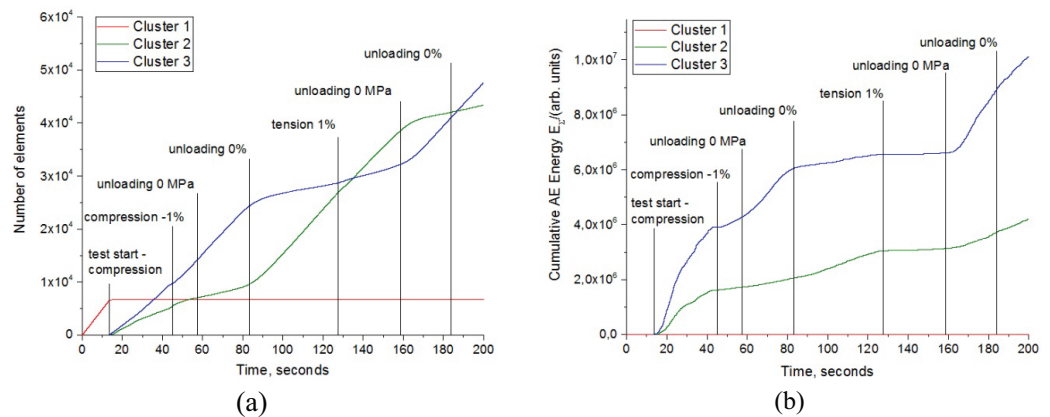 Cluster 1
Cluster 2
Cluster 3
unloading 0%
unloading 0 MPa
tension 1%
unloading 0%
unloading 0 MPa
compression -1%
test start -
compression
6x10⁴
5x10⁴
4x10⁴
3x10⁴
2x10⁴
1x10⁴
0
Number of elements
0 20 40 60 80 100 120 140 160 180 200
Time, seconds
(a)
Cluster 1
Cluster 2
Cluster 3
unloading 0%
unloading 0 MPa
tension 1%
unloading 0%
unloading 0 MPa
compression -1%
test start -
compression
1,0x10⁷
8,0x10⁶
6,0x10⁶
4,0x10⁶
2,0x10⁶
0,0
Cumulative AE Energy E_Σ/(arb. units)
0 20 40 60 80 100 120 140 160 180 200
Time, seconds
(b)